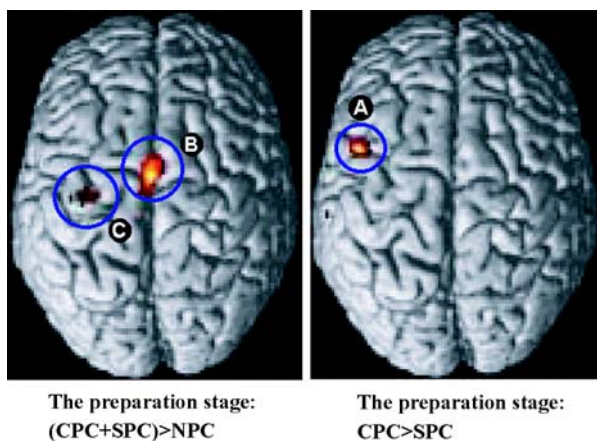 A
B
C
The preparation stage:
(CPC+SPC)>NPC
The preparation stage:
CPC>SPC